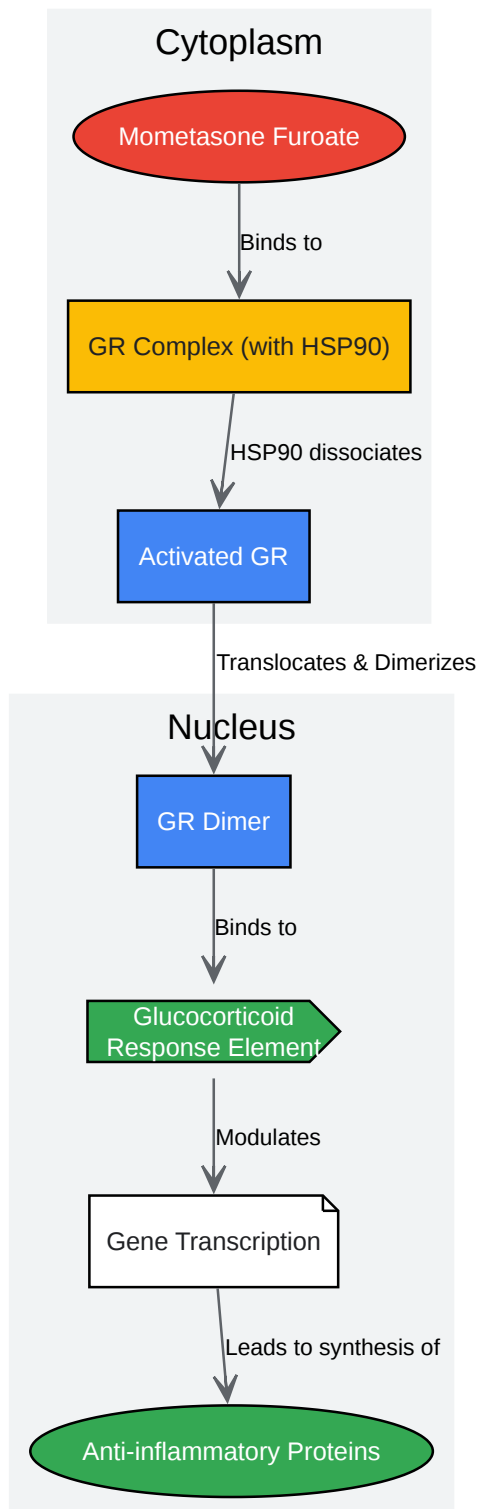 Cytoplasm
Mometasone Furoate
Binds to
GR Complex (with HSP90)
HSP90 dissociates
Activated GR
Translocates & Dimerizes
Nucleus
GR Dimer
Binds to
Glucocorticoid
Response Element
Modulates
Gene Transcription
Leads to synthesis of
Anti-inflammatory Proteins